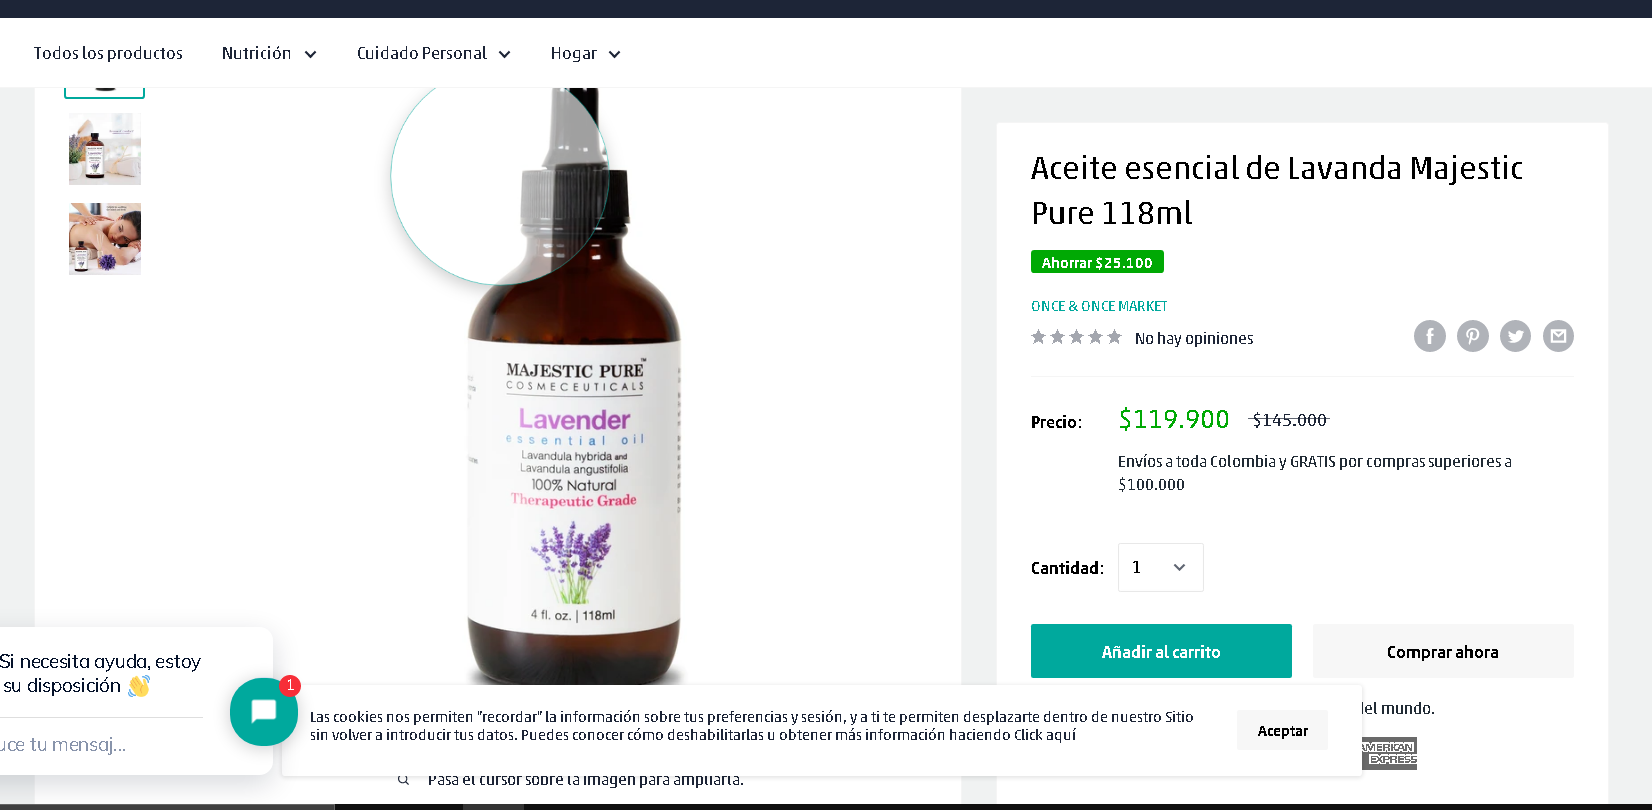 Todos los productos
Nutrición
Cuidado Personal
Hogar
MAJESTIC PURE™
COSMECEUTICALS
Lavender
essential oil
Lavandula hybrida and
Lavandula angustifolia
100% Natural
Therapeutic Grade
4 fl. oz. | 118ml
Aceite esencial de Lavanda Majestic
Pure 118ml
Ahorrar $25.100
ONCE & ONCE MARKET
No hay opiniones
Precio:
$119.900
$145.000
Envíos a toda Colombia y GRATIS por compras superiores a
$100.000
Cantidad:
1
Añadir al carrito
Comprar ahora
del mundo.
AMERICAN
EXPRESS
Si necesita ayuda, estoy
su disposición 👋
uce tu mensaj...
1
Las cookies nos permiten "recordar" la información sobre tus preferencias y sesión, y a ti te permiten desplazarte dentro de nuestro Sitio
sin volver a introducir tus datos. Puedes conocer cómo deshabilitarlas u obtener más información haciendo Click aquí
Aceptar
Pasa el cursor sobre la imagen para ampliarla.